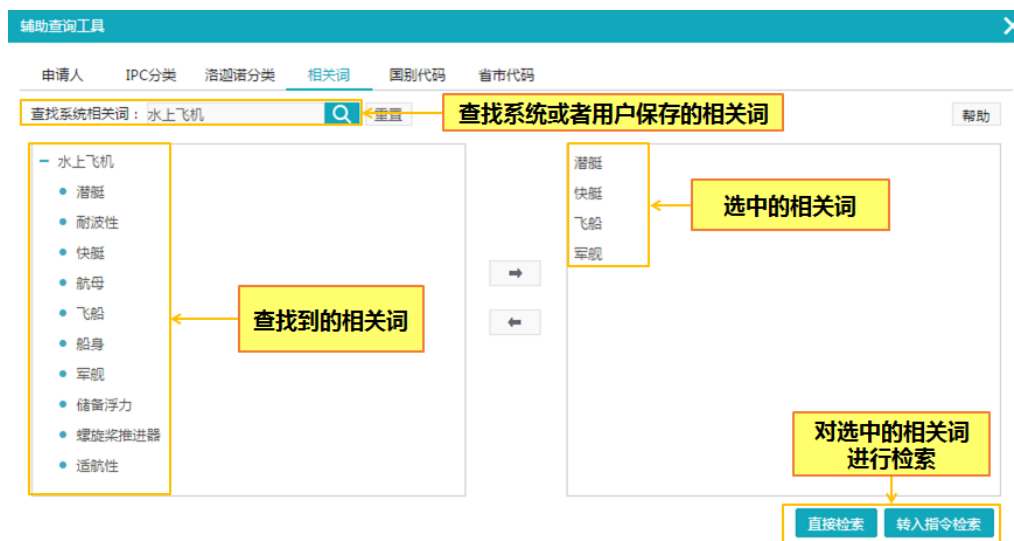 辅助查询工具
申请人 IPC分类 洛迦诺分类 相关词 国别代码 省市代码
查找系统相关词： 水上飞机 重置 查找系统或者用户保存的相关词 帮助
水上飞机
潜艇
耐波性
快艇
航母
飞船
船身
军舰
储备浮力
螺旋桨推进器
适航性
查找到的相关词
潜艇
快艇
飞船
军舰
选中的相关词
对选中的相关词
进行检索
直接检索 转入指令检索